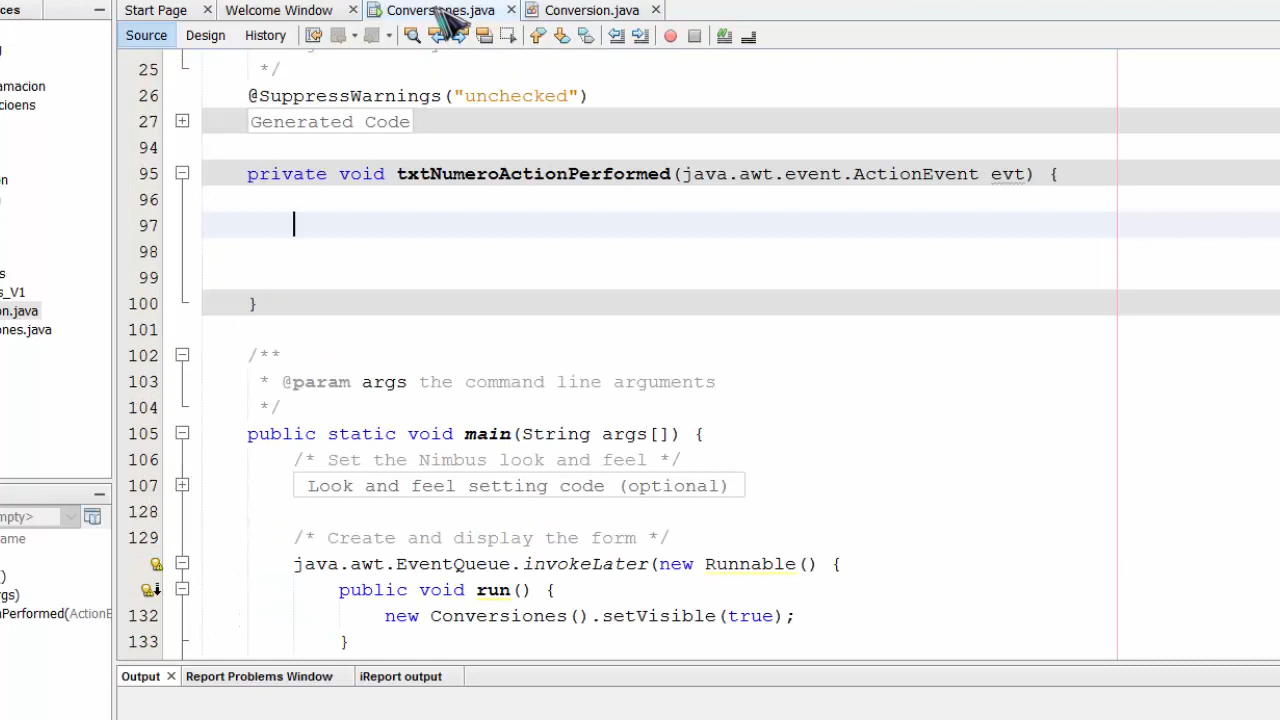 ces
Start Page
Welcome Window
Conversiones.java
Conversion.java
Source
Design
History
amacion
cioens
on
s
s_V1
on.java
ones.java
mpty>
ame
)
gs)
nPerformed(ActionE
25 */
26 @SuppressWarnings("unchecked")
27 Generated Code
94
95 private void txtNumeroActionPerformed(java.awt.event.ActionEvent evt) {
96
97
98
99
100 }
101
102 /**
103 * @param args the command line arguments
104 */
105 public static void main(String args[]) {
106 /* Set the Nimbus look and feel */
107 Look and feel setting code (optional)
128
129 /* Create and display the form */
java.awt.EventQueue.invokeLater(new Runnable() {
public void run() {
132 new Conversiones().setVisible(true);
133 }
Output
Report Problems Window
iReport output